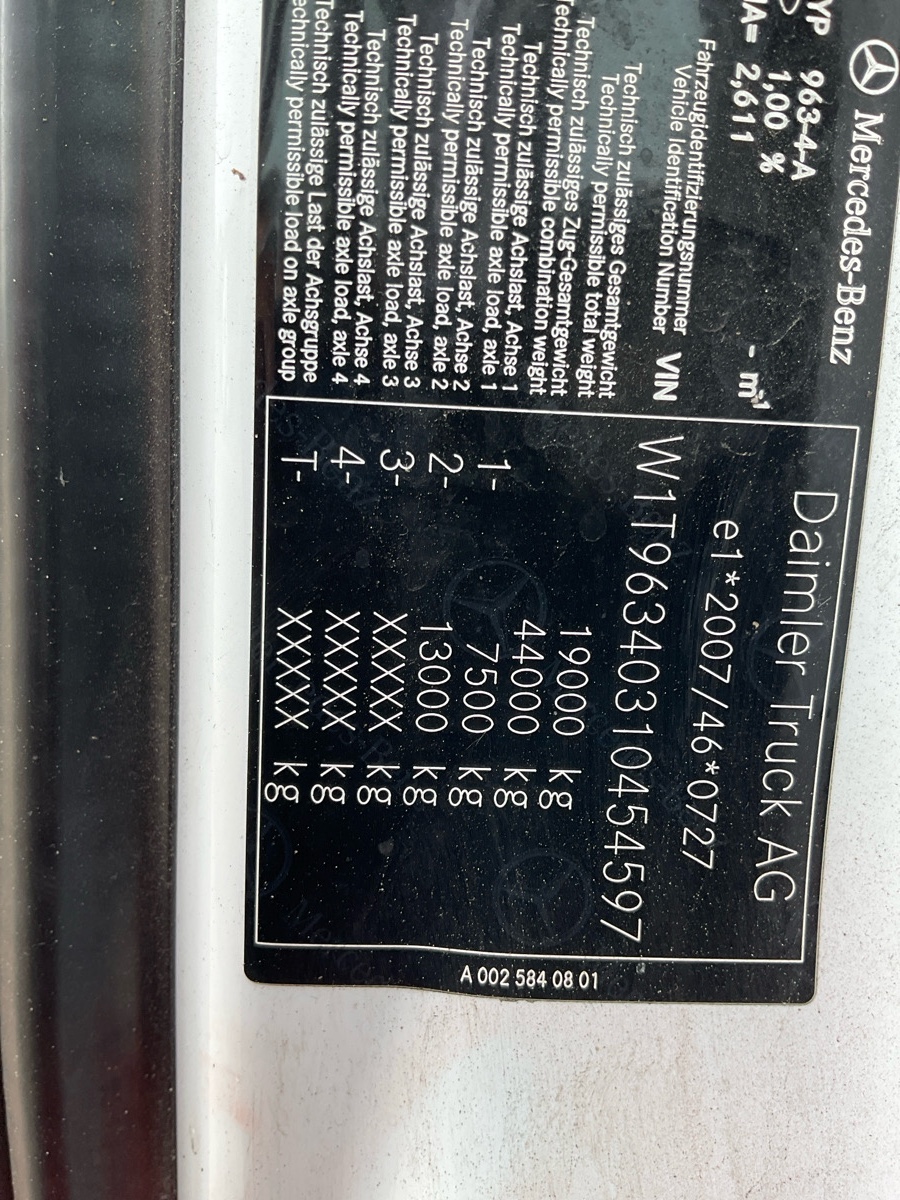 Mercedes-Benz
TYP 963-4-A
1,00 %
IA= 2,611
- m-1
Daimler Truck AG
e1*2007/46*0727
Fahrzeugidentifizierungsnummer
Vehicle Identification Number VIN
W1T96340310454597
Technisch zulässiges Gesamtgewicht
Technically permissible total weight
19000 kg
Technisch zulässiges Zug-Gesamtgewicht
Technically permissible combination weight
44000 kg
Technisch zulässige Achslast, Achse 1
Technically permissible axle load, axle 1
1- 7500 kg
Technisch zulässige Achslast, Achse 2
Technically permissible axle load, axle 2
2- 13000 kg
Technisch zulässige Achslast, Achse 3
Technically permissible axle load, axle 3
3- XXXXX kg
Technisch zulässige Achslast, Achse 4
Technically permissible axle load, axle 4
4- XXXXX kg
Technisch zulässige Last der Achsgruppe
Technically permissible load on axle group
T- XXXXX kg
A 002 584 08 01